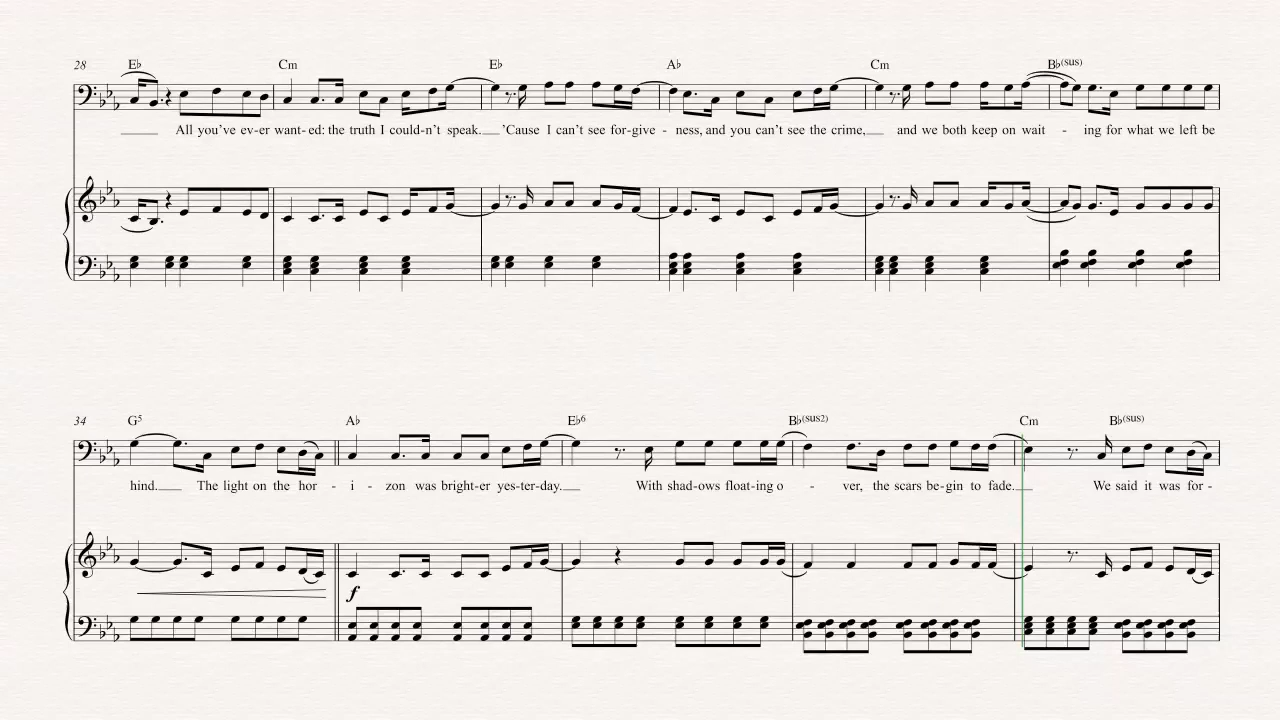 28 E♭ Cm E♭ A♭ Cm B♭(sus)
All you've ev-er want-ed: the truth I could-n't speak. 'Cause I can't see for-give - ness, and you can't see the crime, and we both keep on wait - ing for what we left be
34 G5 A♭ E♭6 B♭(sus2) Cm B♭(sus)
hind. The light on the hor - i - zon was bright-er yes-ter-day. With shad-ows float-ing o - ver, the scars be-gin to fade. We said it was for -
f